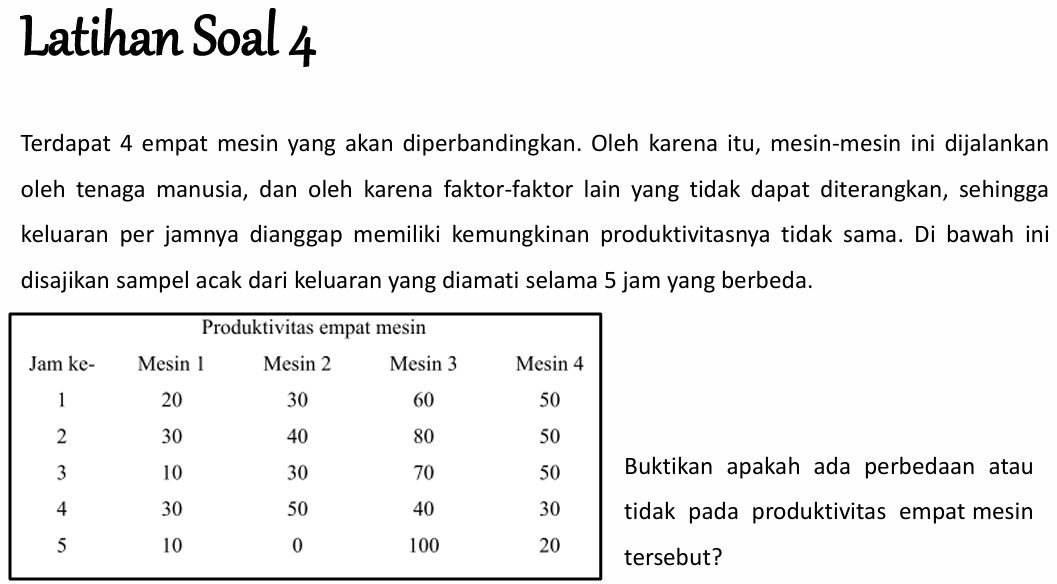 Latihan Soal 4
Terdapat 4 empat mesin yang akan diperbandingkan. Oleh karena itu, mesin-mesin ini dijalankan
oleh tenaga manusia, dan oleh karena faktor-faktor lain yang tidak dapat diterangkan, sehingga
keluaran per jamnya dianggap memiliki kemungkinan produktivitasnya tidak sama. Di bawah ini
disajikan sampel acak dari keluaran yang diamati selama 5 jam yang berbeda.
Produktivitas empat mesin
Jam ke- Mesin 1 Mesin 2 Mesin 3 Mesin 4
1 20 30 60 50
2 30 40 80 50
3 10 30 70 50
4 30 50 40 30
5 10 0 100 20
Buktikan apakah ada perbedaan atau
tidak pada produktivitas empat mesin
tersebut?